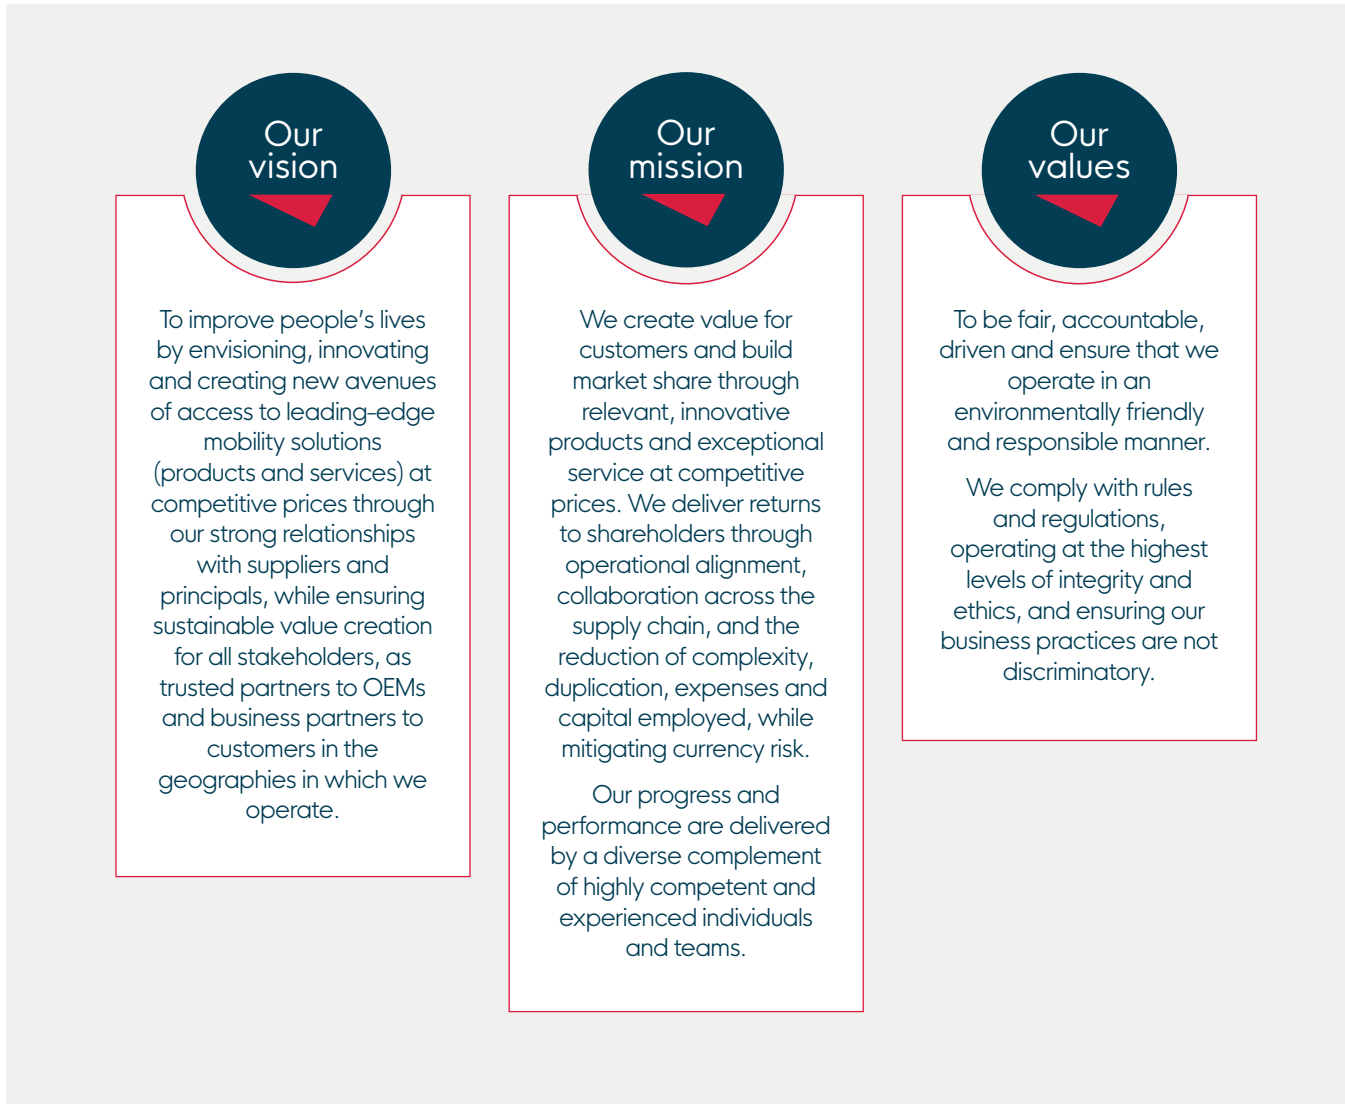 Our
vision
To improve people's lives
by envisioning, innovating
and creating new avenues
of access to leading-edge
mobility solutions
(products and services) at
competitive prices through
our strong relationships
with suppliers and
principals, while ensuring
sustainable value creation
for all stakeholders, as
trusted partners to OEMs
and business partners to
customers in the
geographies in which we
operate.
Our
mission
We create value for
customers and build
market share through
relevant, innovative
products and exceptional
service at competitive
prices. We deliver returns
to shareholders through
operational alignment,
collaboration across the
supply chain, and the
reduction of complexity,
duplication, expenses and
capital employed, while
mitigating currency risk.
Our progress and
performance are delivered
by a diverse complement
of highly competent and
experienced individuals
and teams.
Our
values
To be fair, accountable,
driven and ensure that we
operate in an
environmentally friendly
and responsible manner.
We comply with rules
and regulations,
operating at the highest
levels of integrity and
ethics, and ensuring our
business practices are not
discriminatory.